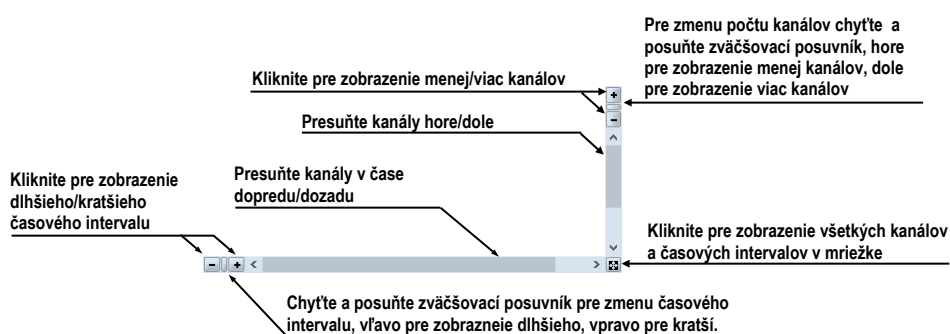 Pre zmenu počtu kanálov chyťte a
posuňte zväčšovací posuvník, hore
pre zobrazenie menej kanálov, dole
pre zobrazenie viac kanálov
Kliknite pre zobrazenie menej/viac kanálov
Presuňte kanály hore/dole
Presuňte kanály v čase
dopredu/dozadu
Kliknite pre zobrazenie
dlhšieho/kratšieho
časového intervalu
Kliknite pre zobrazenie všetkých kanálov
a časových intervalov v mriežke
Chyťte a posuňte zväčšovací posuvník pre zmenu časového
intervalu, vľavo pre zobrazneie dlhšieho, vpravo pre kratší.